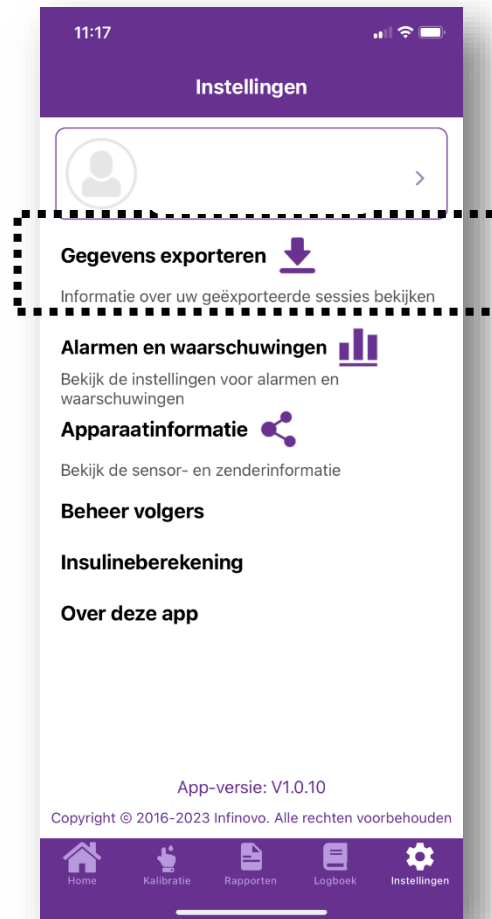 11:17
Instellingen
Gegevens exporteren
Informatie over uw geëxporteerde sessies bekijken
Alarmen en waarschuwingen
Bekijk de instellingen voor alarmen en
waarschuwingen
Apparaatinformatie
Bekijk de sensor- en zenderinformatie
Beheer volgers
Insulineberekening
Over deze app
App-versie: V1.0.10
Copyright © 2016-2023 Infinovo. Alle rechten voorbehouden
Home Kalibratie Rapporten Logboek Instellingen